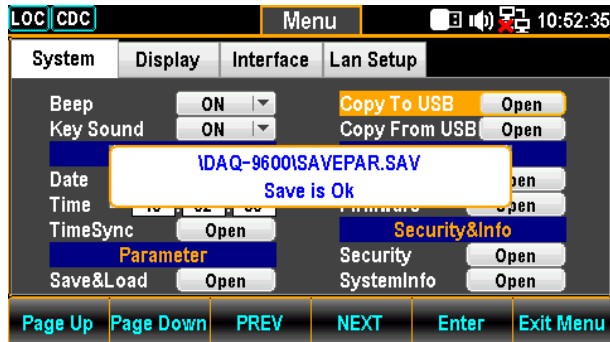 LOC CDC Menu 10:52:35
System Display Interface Lan Setup
Beep ON Copy To USB Open
Key Sound ON Copy From USB Open
\DAQ-9600\SAVEPAR.SAV
Save is Ok
Date
Time
TimeSync Open Security&Info
Parameter Security Open
Save&Load Open SystemInfo Open
Page Up Page Down PREV NEXT Enter Exit Menu